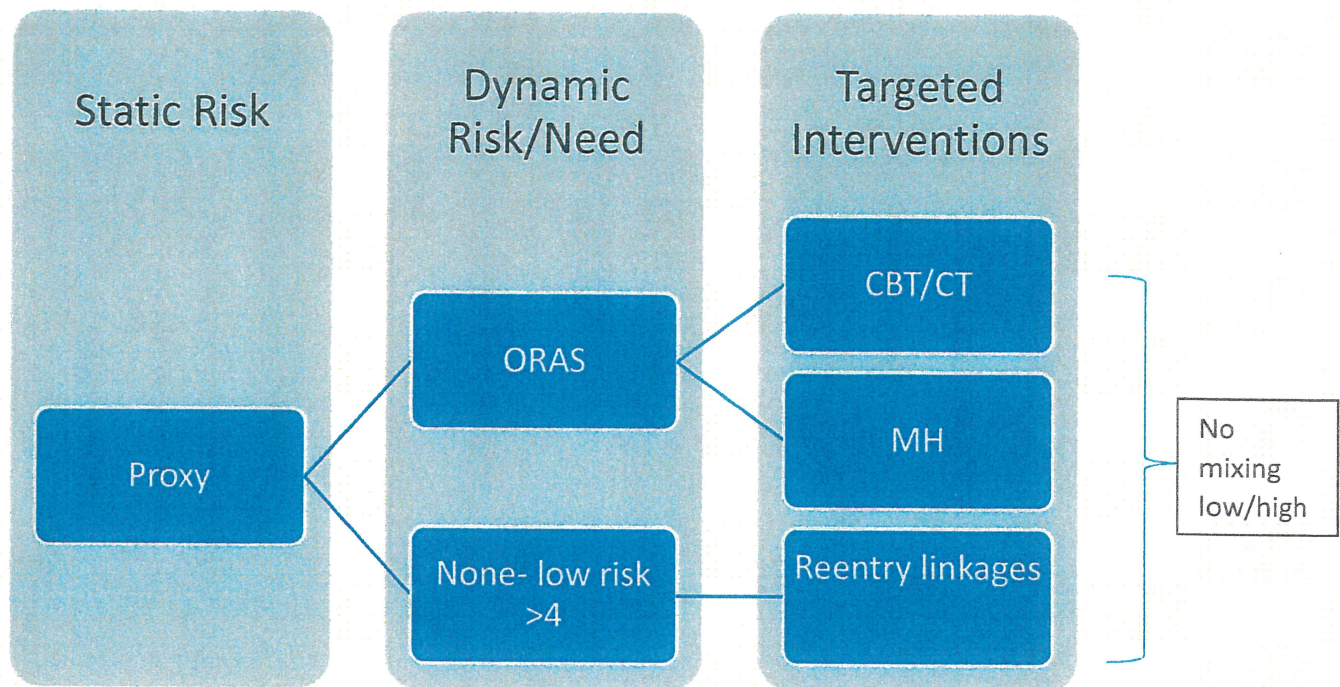 Static Risk
Dynamic
Risk/Need
Targeted
Interventions
Proxy
ORAS
None- low risk
>4
CBT/CT
MH
Reentry linkages
No
mixing
low/high